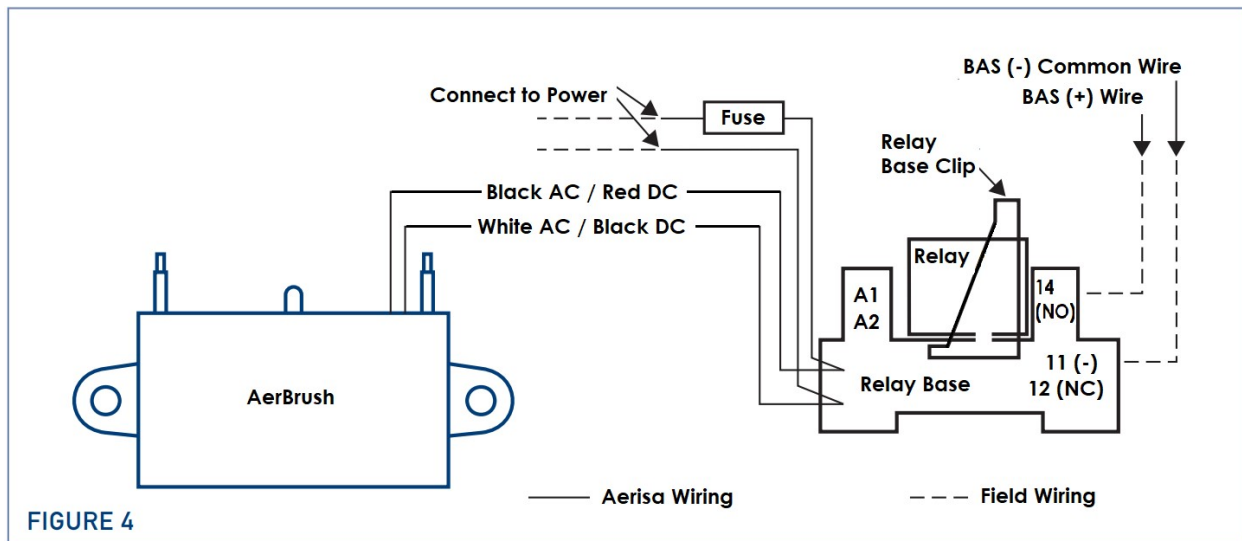 BAS (-) Common Wire
BAS (+) Wire
Connect to Power
Fuse
Relay
Base Clip
Black AC / Red DC
White AC / Black DC
Relay
A1
A2
14
(NO)
11 (-)
12 (NC)
Relay Base
AerBrush
Aerisa Wiring
Field Wiring
FIGURE 4